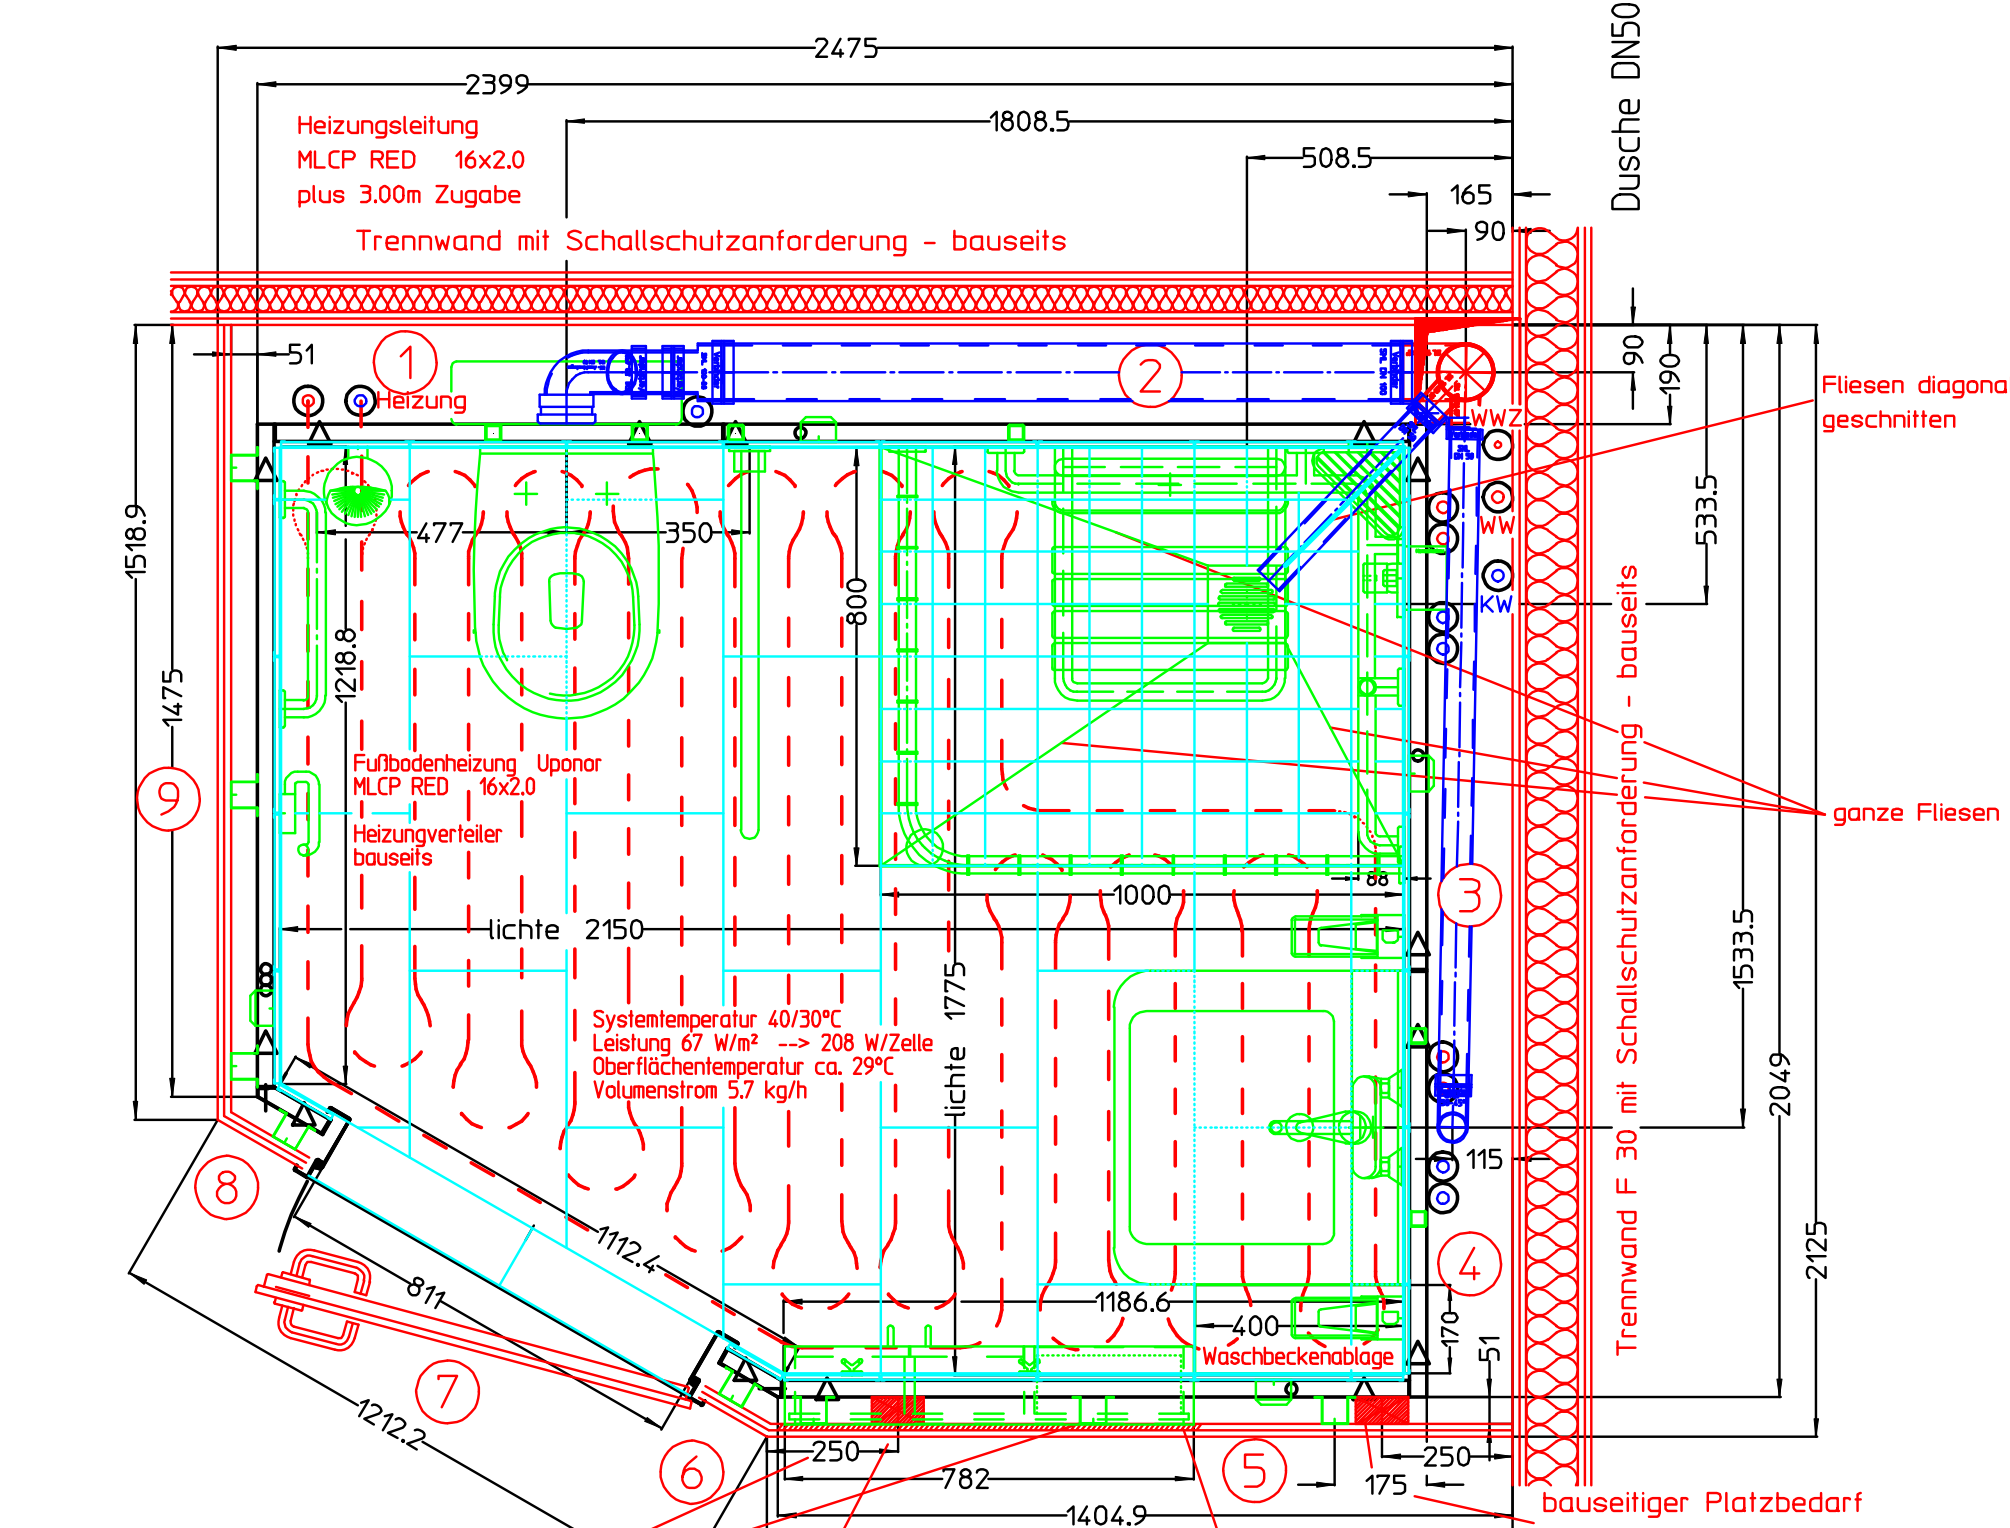 2475
Dusche DN50
2399
Heizungsleitung
MLCP RED 16x2.0
plus 3.00m Zugabe
1808.5
508.5
165
90
Trennwand mit Schallschutzanforderung - bauseits
51
1
2
Heizung
90
190
WWZ
Fliesen diagona
geschnitten
477
350
1518.9
1475
1218.8
800
WW
KW
533.5
Fußbodenheizung Uponor
MLCP RED 16x2.0
Heizungverteiler
bauseits
9
ganze Fliesen
Trennwand F 30 mit Schallschutzanforderung - bauseits
88
1000
3
lichte 2150
lichte 1775
1533.5
2049
2125
Systemtemperatur 40/30°C
Leistung 67 W/m² --> 208 W/Zelle
Oberflächentemperatur ca. 29°C
Volumenstrom 5.7 kg/h
115
8
1112.4
811
4
1186.6
400
170
51
Waschbeckenablage
7
1212.2
6
250
5
250
782
175
1404.9
bauseitiger Platzbedarf